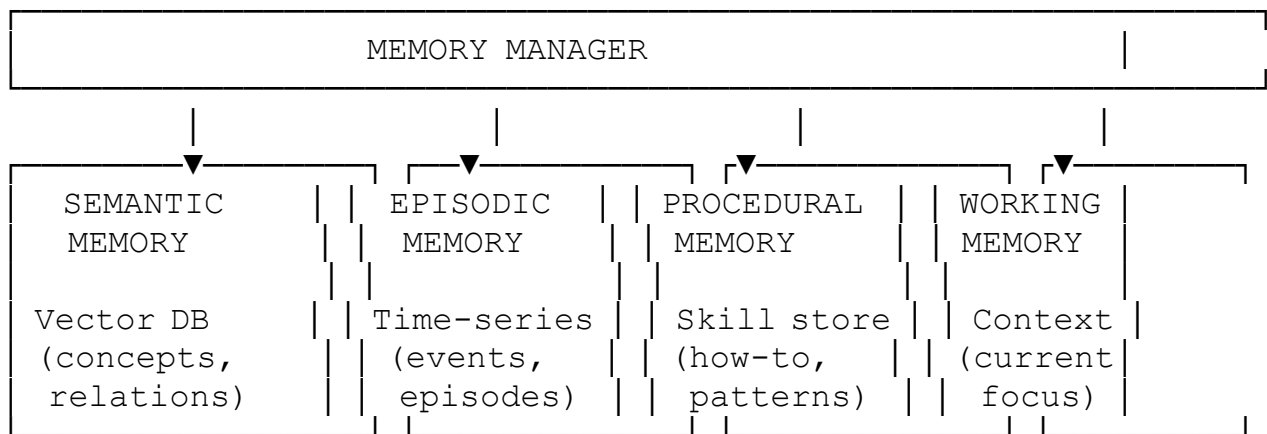 MEMORY MANAGER
SEMANTIC EPISODIC PROCEDURAL WORKING
MEMORY MEMORY MEMORY MEMORY
Vector DB Time-series Skill store Context
(concepts, (events, (how-to, (current
relations) episodes) patterns) focus)